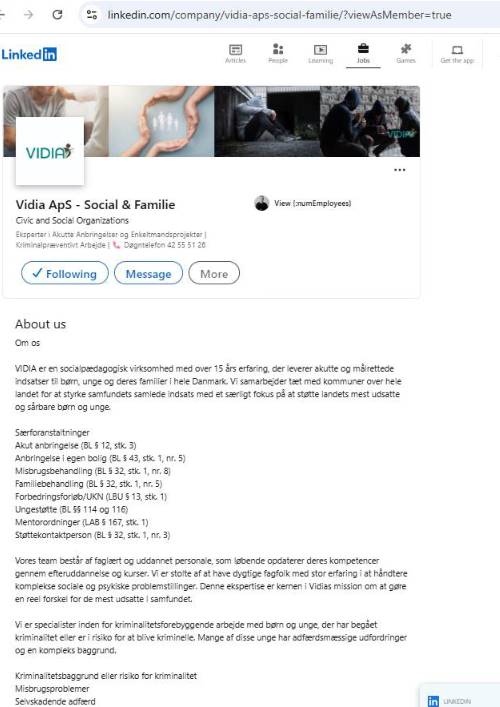 linkedin.com/company/vidia-aps-social-familie/?viewAsMember=true
Linked in
Articles
People
Learning
Jobs
Games
Get the app
VIDIA
VIDIA
Vidia ApS - Social & Familie
View (:numEmployees)
Civic and Social Organizations
Eksperter i Akutte Anbringelser og Enkeltmandsprojekter |
Kriminalpræventivt Arbejde | 📞 Døgntelefon 42 55 51 26
Following
Message
More
About us
Om os
VIDIA er en socialpædagogisk virksomhed med over 15 års erfaring, der leverer akutte og målrettede
indsatser til børn, unge og deres familier i hele Danmark. Vi samarbejder tæt med kommuner over hele
landet for at styrke samfundets samlede indsats med et særligt fokus på at støtte landets mest udsatte
og sårbare børn og unge.
Særforanstaltninger
Akut anbringelse (BL § 12, stk. 3)
Anbringelse i egen bolig (BL § 43, stk. 1, nr. 5)
Misbrugsbehandling (BL § 32, stk. 1, nr. 8)
Familiebehandling (BL § 32, stk. 1, nr. 5)
Forbedringsforløb/UKN (LBU § 13, stk. 1)
Ungestøtte (BL §§ 114 og 116)
Mentorordninger (LAB § 167, stk. 1)
Støttekontaktperson (BL § 32, stk. 1, nr. 3)
Vores team består af faglært og uddannet personale, som løbende opdaterer deres kompetencer
gennem efteruddannelse og kurser. Vi er stolte af at have dygtige fagfolk med stor erfaring i at håndtere
komplekse sociale og psykiske problemstillinger. Denne ekspertise er kernen i Vidias mission om at gøre
en reel forskel for de mest udsatte i samfundet.
Vi er specialister inden for kriminalitetsforebyggende arbejde med børn og unge, der har begået
kriminalitet eller er i risiko for at blive kriminelle. Mange af disse unge har adfærdsmæssige udfordringer
og en kompleks baggrund.
Kriminalitetsbaggrund eller risiko for kriminalitet
Misbrugsproblemer
Selvskadende adfærd
in LINKEDIN